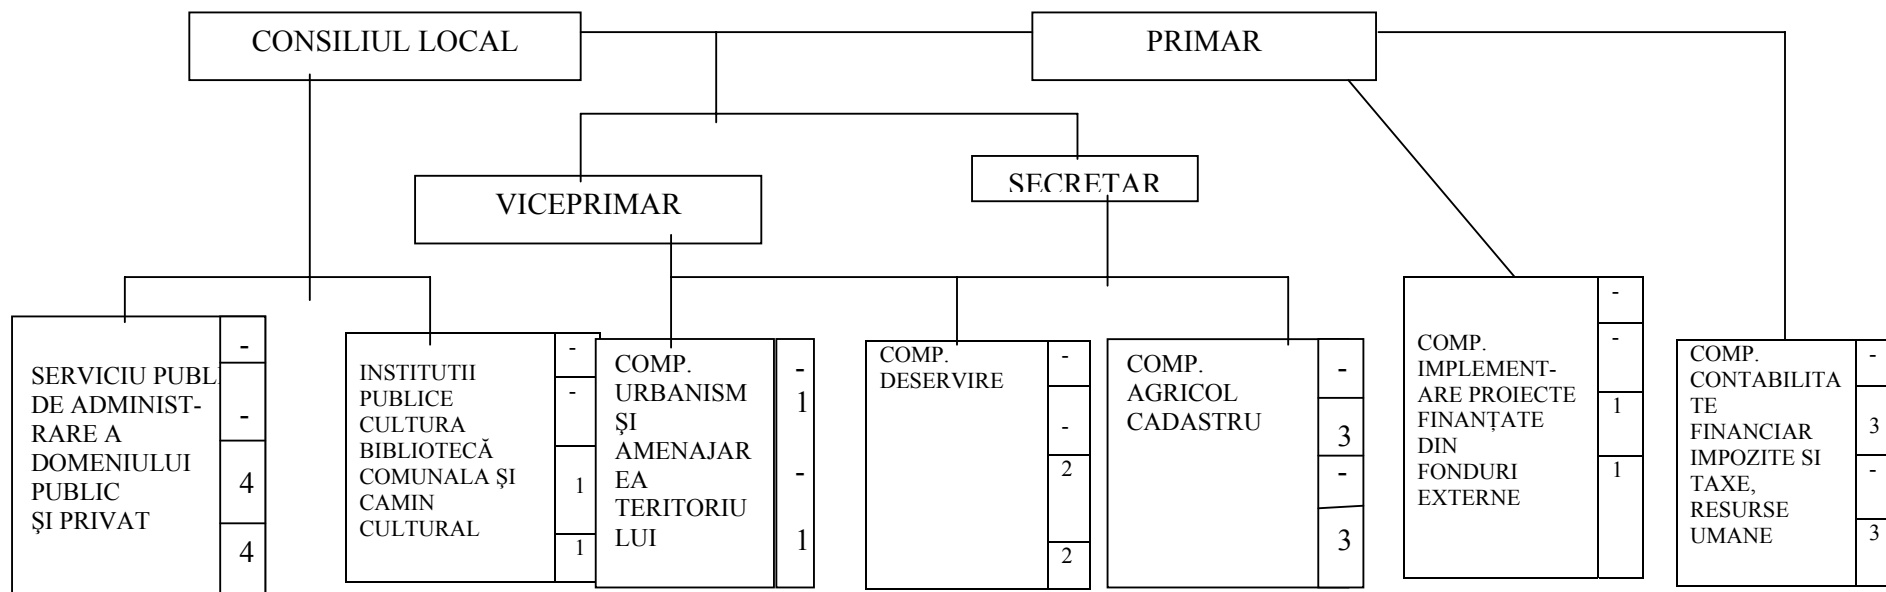 CONSILIUL LOCAL
PRIMAR
VICEPRIMAR
SECRETAR
SERVICIU PUBL
DE ADMINIST-
RARE A
DOMENIULUI
PUBLIC
ŞI PRIVAT
-
-
4
4
INSTITUTII
PUBLICE
CULTURA
BIBLIOTECĂ
COMUNALA ŞI
CAMIN
CULTURAL
-
-
1
1
COMP.
URBANISM
ŞI
AMENAJAR
EA
TERITORIU
LUI
-
1
-
1
COMP.
DESERVIRE
-
-
2
2
COMP.
AGRICOL
CADASTRU
-
3
-
3
COMP.
IMPLEMENT-
ARE PROIECTE
FINANȚATE
DIN
FONDURI
EXTERNE
-
-
1
1
COMP.
CONTABILITA
TE
FINANCIAR
IMPOZITE SI
TAXE,
RESURSE
UMANE
-
3
-
3